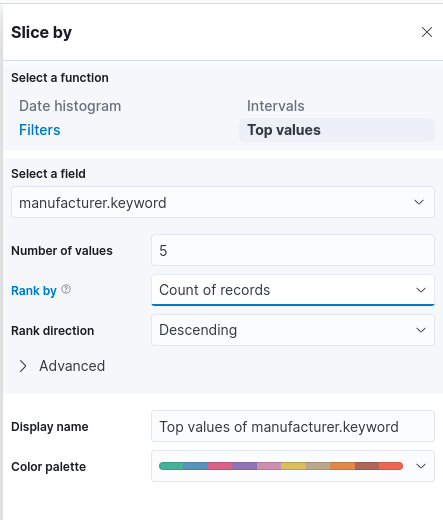 Slice by
Select a function
Date histogram
Intervals
Filters
Top values
Select a field
manufacturer.keyword
Number of values
5
Rank by
Count of records
Rank direction
Descending
Advanced
Display name
Top values of manufacturer.keyword
Color palette